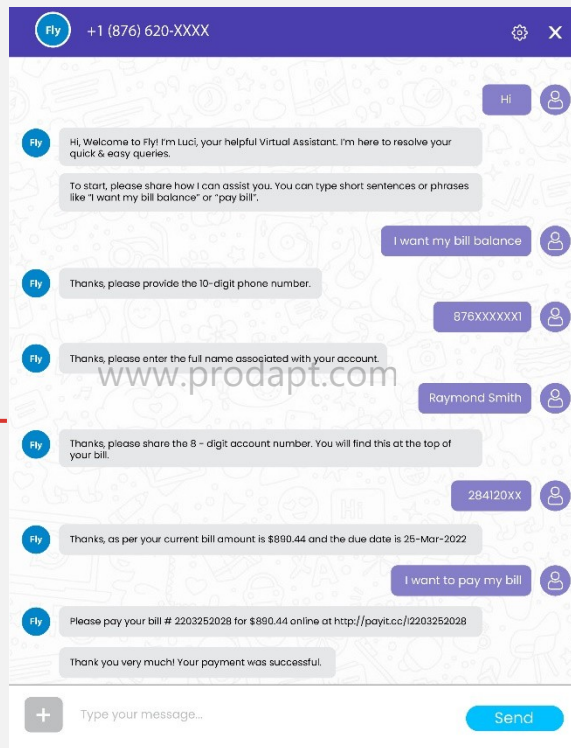 Fly
+1 (876) 620-XXXX
X
Hi
Fly
Hi, Welcome to Fly! I'm Luci, your helpful Virtual Assistant. I'm here to resolve your
quick & easy queries.
To start, please share how I can assist you. You can type short sentences or phrases
like "I want my bill balance" or "pay bill".
I want my bill balance
Fly
Thanks, please provide the 10-digit phone number.
876XXXXXX1
Fly
Thanks, please enter the full name associated with your account.
www.prodapt.com
Raymond Smith
Fly
Thanks, please share the 8 - digit account number. You will find this at the top of
your bill.
284120XX
Fly
Thanks, as per your current bill amount is $890.44 and the due date is 25-Mar-2022
I want to pay my bill
Fly
Please pay your bill # 2203252028 for $890.44 online at http://payit.cc/I2203252028
Thank you very much! Your payment was successful.
+
Type your message...
Send